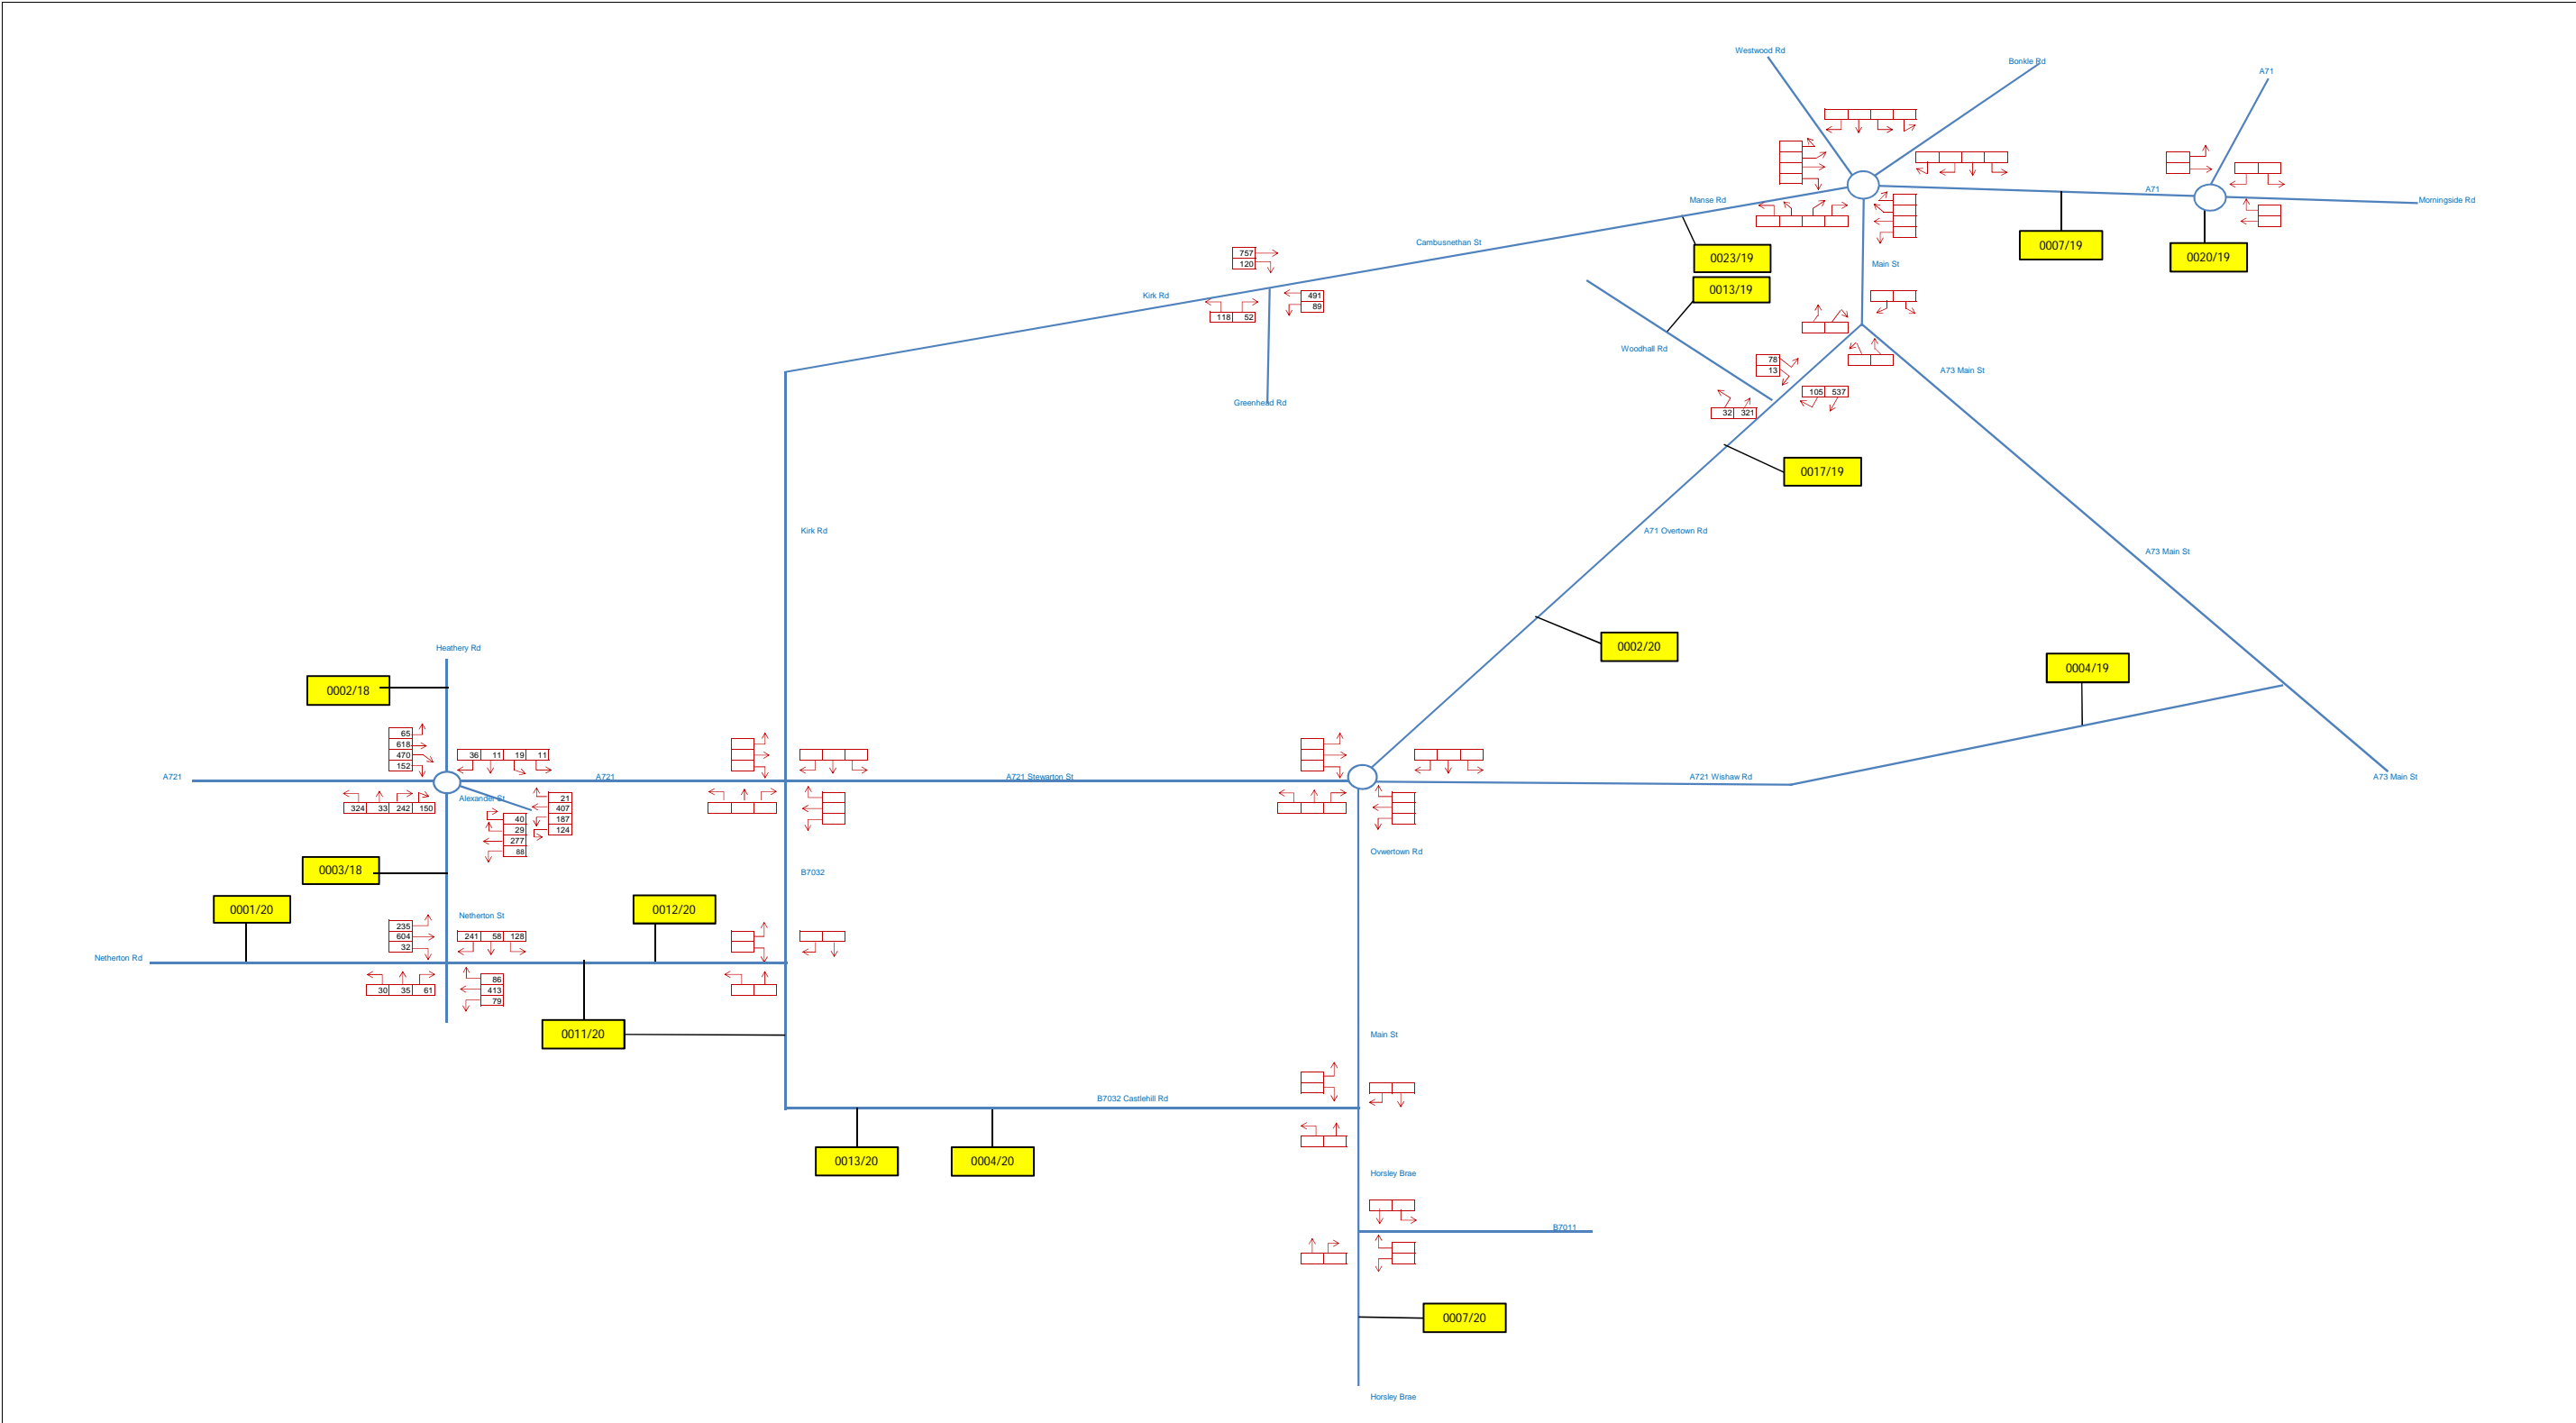 Westwood Rd
Bonkle Rd
A71
Manse Rd
A71
Morningside Rd
Cambusnethan St
0023/19
0007/19
0020/19
757
120
Main St
0013/19
Kirk Rd
491
89
118 52
Woodhall Rd
78
13
A73 Main St
105 537
Greenhead Rd
32 321
0017/19
Kirk Rd
A71 Overtown Rd
A73 Main St
Heathery Rd
0002/20
0004/19
0002/18
65
618
470
152
36 11 19 11
A721
A721
A721 Stewarton St
A721 Wishaw Rd
A73 Main St
Alexander St
324 33 242 150
21
407
187
124
40
29
277
88
Ovwertown Rd
0003/18
B7032
0001/20
0012/20
Netherton St
235
604
32
241 58 128
Netherton Rd
30 35 61
86
413
79
0011/20
Main St
B7032 Castlehill Rd
0013/20
0004/20
Horsley Brae
B7011
0007/20
Horsley Brae